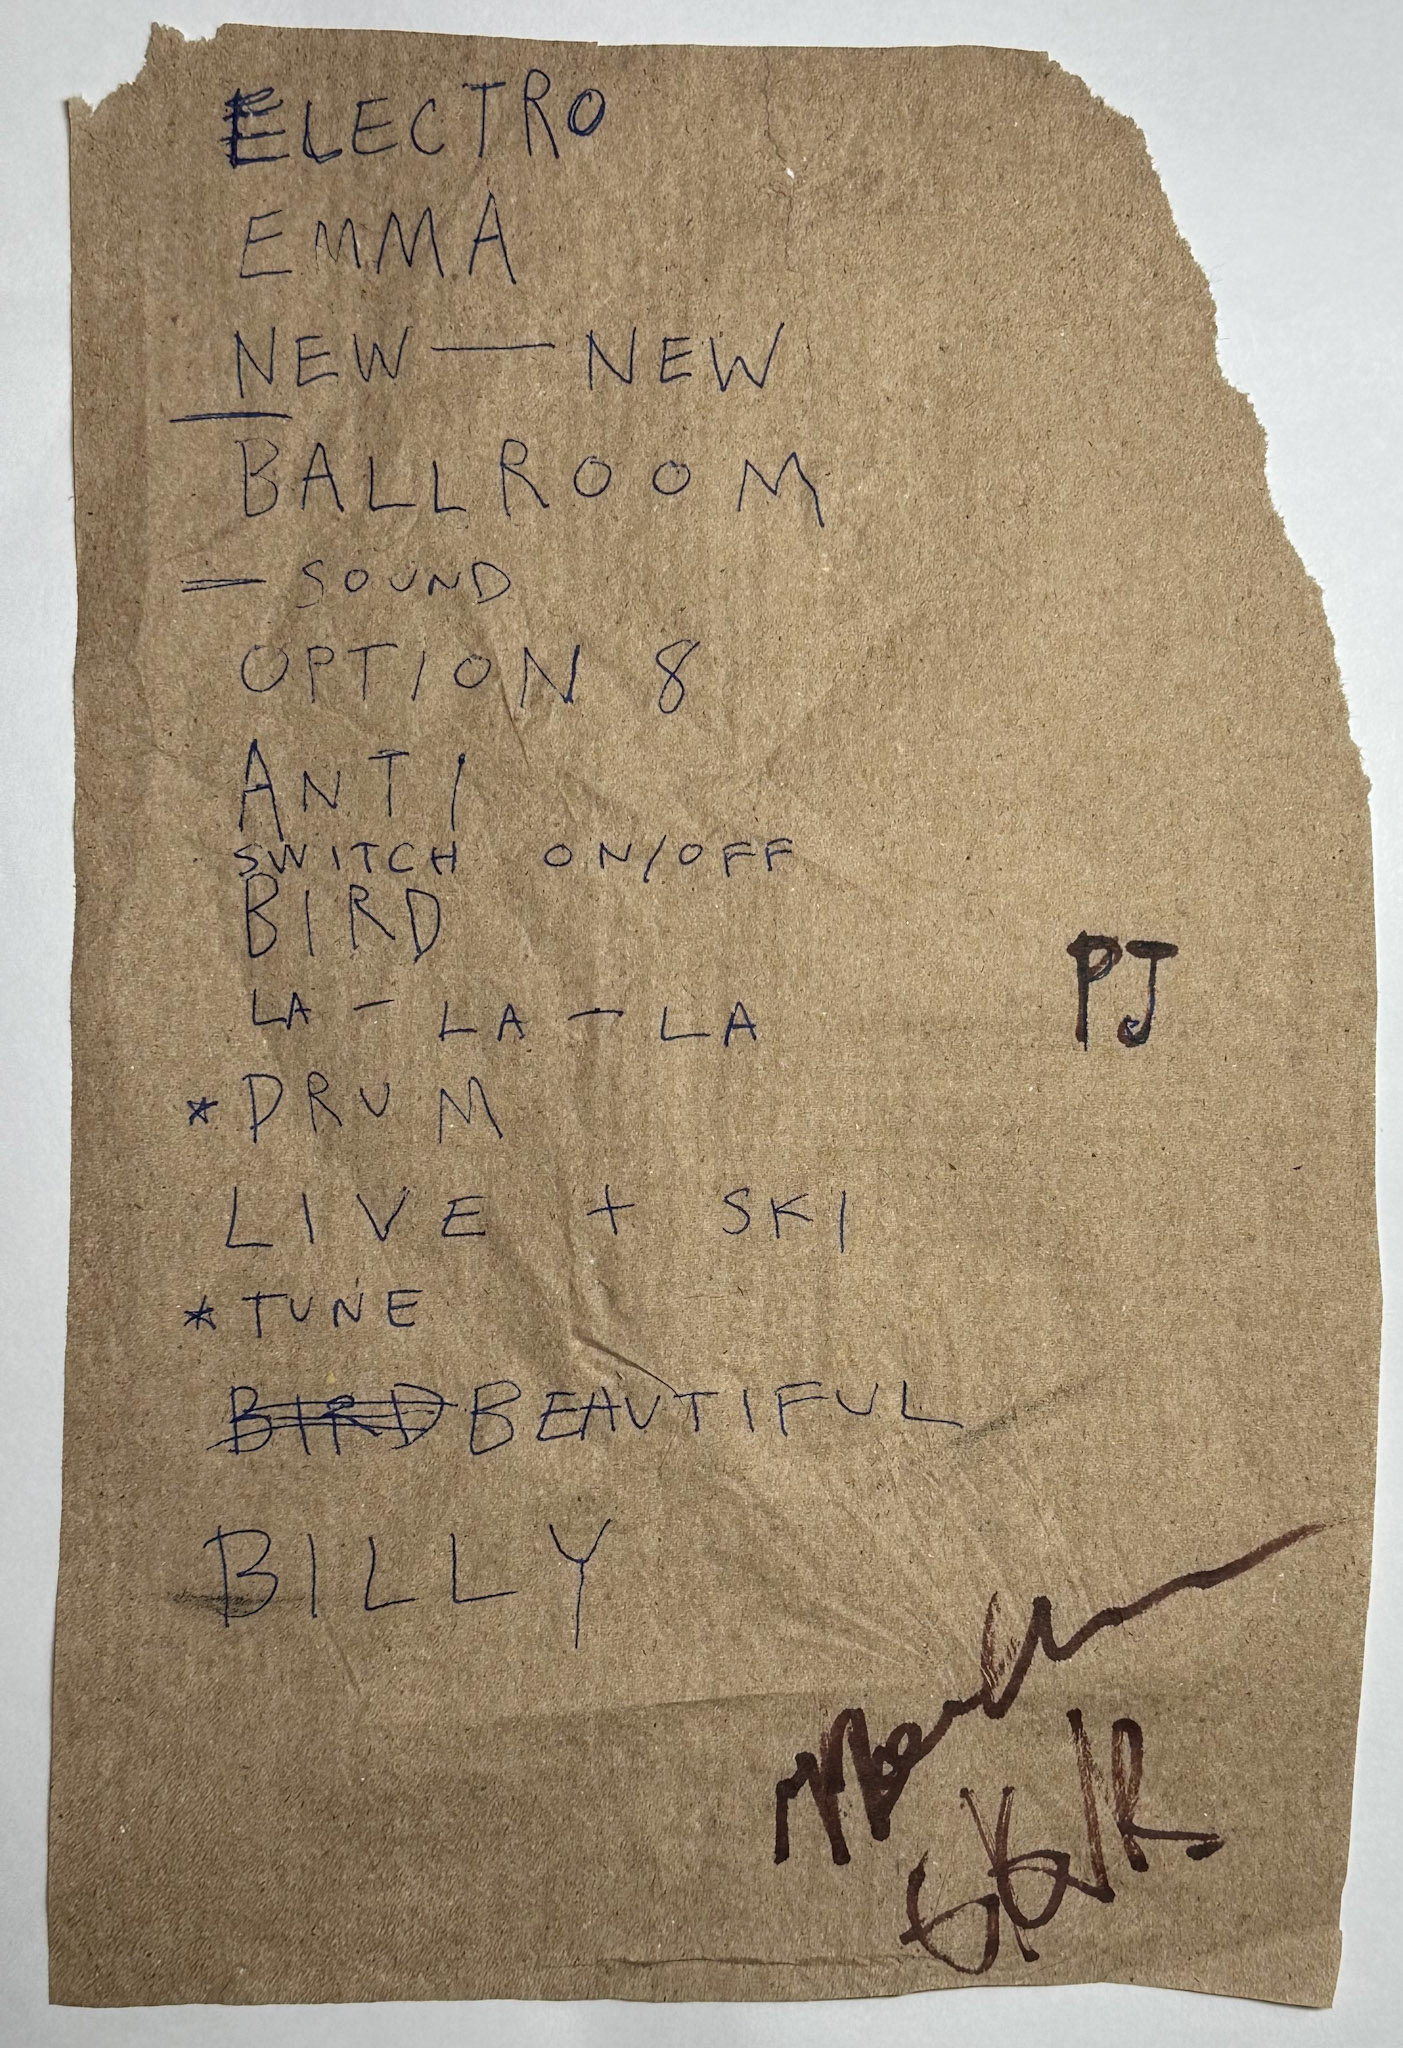 ELECTRO
EMMA
NEW — NEW
BALLROOM
— SOUND
OPTION 8
ANTI
SWITCH ON/OFF
BIRD
LA - LA - LA
PJ
* DRUM
LIVE + SKI
* TUNE
BIRD BEAUTIFUL
BILLY